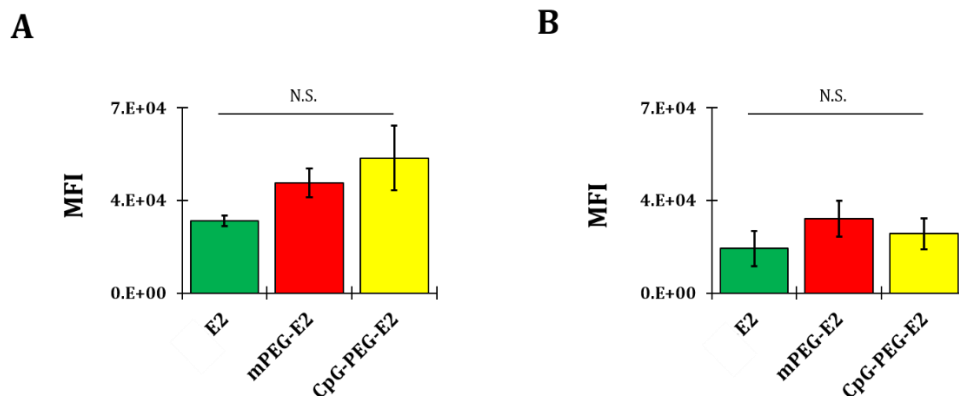 A
N.S.
7.E+04
4.E+04
0.E+00
MFI
E2
mPEG-E2
CpG-PEG-E2
B
N.S.
7.E+04
4.E+04
0.E+00
MFI
E2
mPEG-E2
CpG-PEG-E2